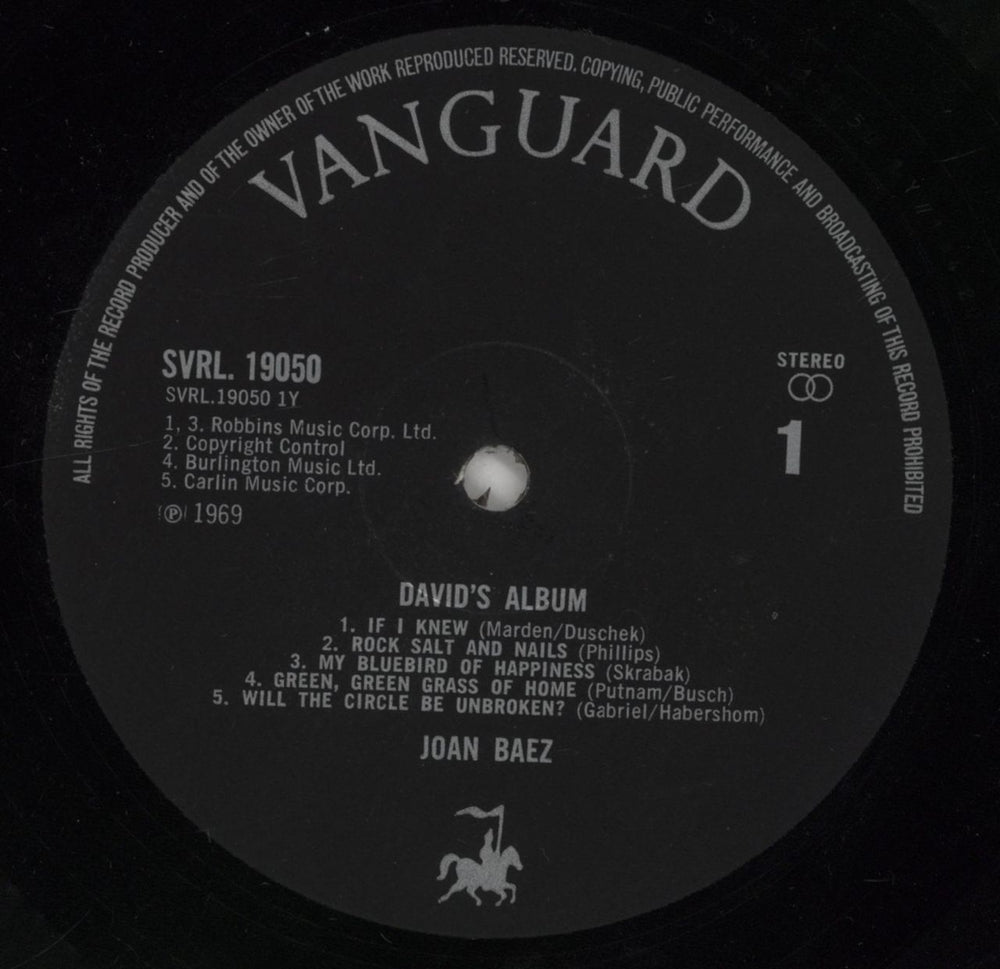 ALL RIGHTS OF THE RECORD PRODUCER AND OF THE OWNER OF THE WORK REPRODUCED RESERVED. COPYING, PUBLIC PERFORMANCE AND BROADCASTING OF THIS RECORD PROHIBITED
VANGUARD
SVRL. 19050
SVRL.19050 1Y
1, 3. Robbins Music Corp. Ltd.
2. Copyright Control
4. Burlington Music Ltd.
5. Carlin Music Corp.
Ⓟ 1969
STEREO
1
DAVID'S ALBUM
1. IF I KNEW (Marden/Duschek)
2. ROCK SALT AND NAILS (Phillips)
3. MY BLUEBIRD OF HAPPINESS (Skrabak)
4. GREEN, GREEN GRASS OF HOME (Putnam/Busch)
5. WILL THE CIRCLE BE UNBROKEN? (Gabriel/Habershom)
JOAN BAEZ